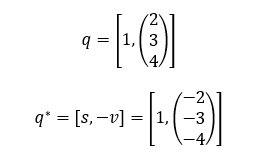 q = [1, (2 3 4)]
q* = [s, −v] = [1, (−2 −3 −4)]